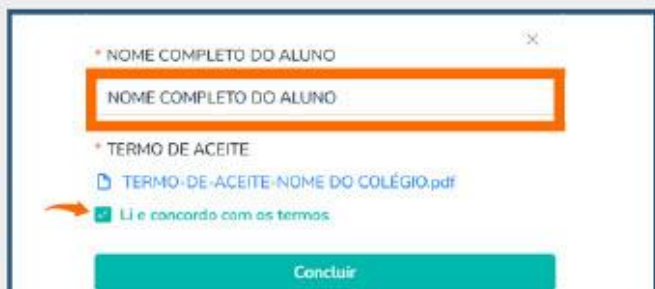 * NOME COMPLETO DO ALUNO
NOME COMPLETO DO ALUNO
* TERMO DE ACEITE
TERMO-DE-ACEITE-NOME DO COLÉGIO.pdf
Li e concordo com os termos
Concluir